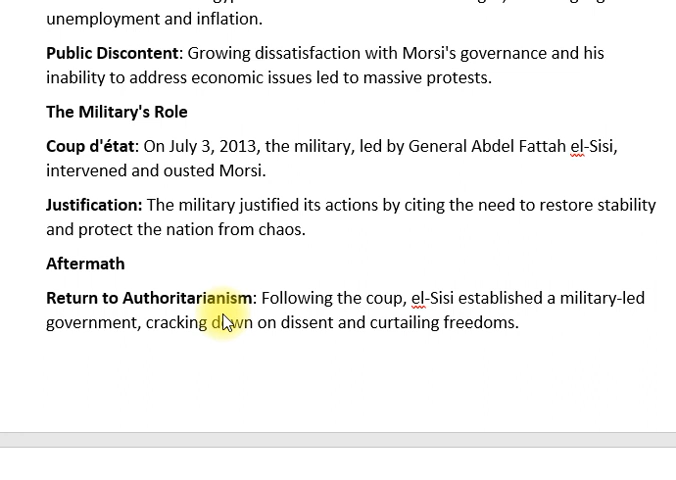 unemployment and inflation.
Public Discontent: Growing dissatisfaction with Morsi's governance and his
inability to address economic issues led to massive protests.
The Military's Role
Coup d'état: On July 3, 2013, the military, led by General Abdel Fattah el-Sisi,
intervened and ousted Morsi.
Justification: The military justified its actions by citing the need to restore stability
and protect the nation from chaos.
Aftermath
Return to Authoritarianism: Following the coup, el-Sisi established a military-led
government, cracking down on dissent and curtailing freedoms.